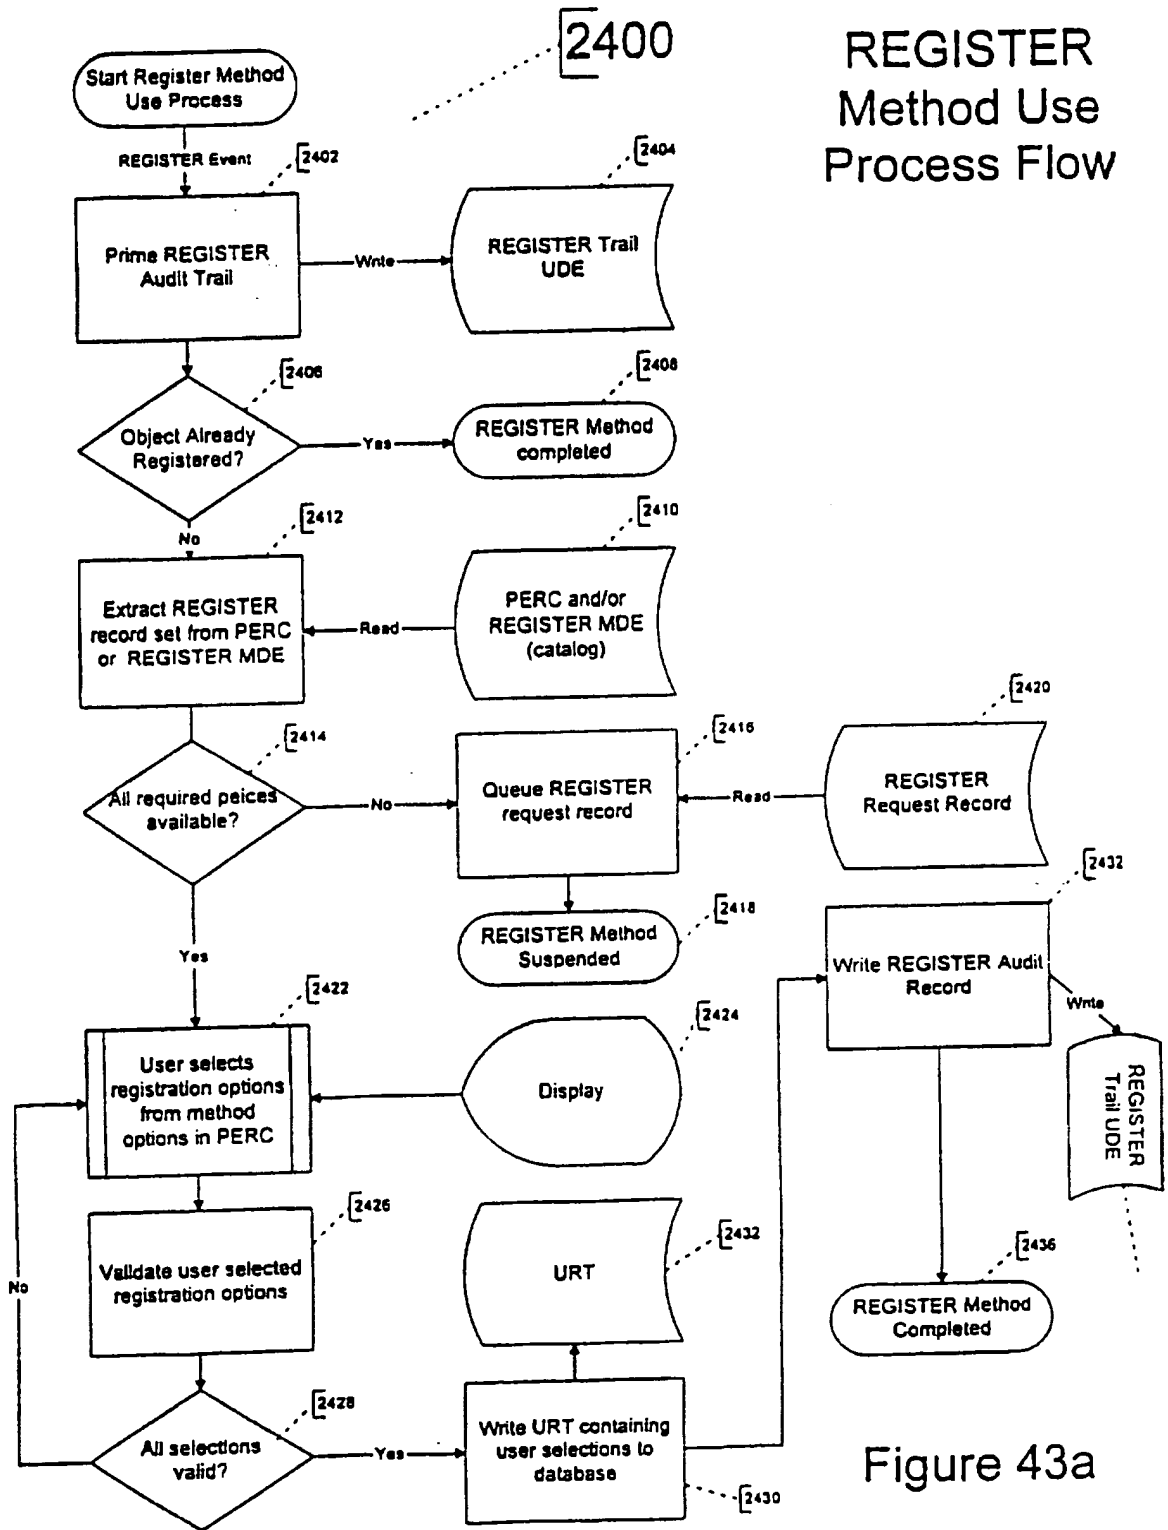 2400
REGISTER
Method Use
Process Flow
Start Register Method
Use Process
REGISTER Event
2402
Prime REGISTER
Audit Trail
Write
2404
REGISTER Trail
UDE
2406
Object Already
Registered?
Yes
2408
REGISTER Method
completed
No
2412
Extract REGISTER
record set from PERC
or REGISTER MDE
Read
2410
PERC and/or
REGISTER MDE
(catalog)
2414
All required peices
available?
No
2416
Queue REGISTER
request record
Read
2420
REGISTER
Request Record
2418
REGISTER Method
Suspended
Yes
2422
User selects
registration options
from method
options in PERC
2424
Display
2426
Validate user selected
registration options
2428
All selections
valid?
No
Yes
2432
URT
Write URT containing
user selections to
database
2430
2432
Write REGISTER Audit
Record
Write
REGISTER
Trail UDE
2436
REGISTER Method
Completed
Figure 43a